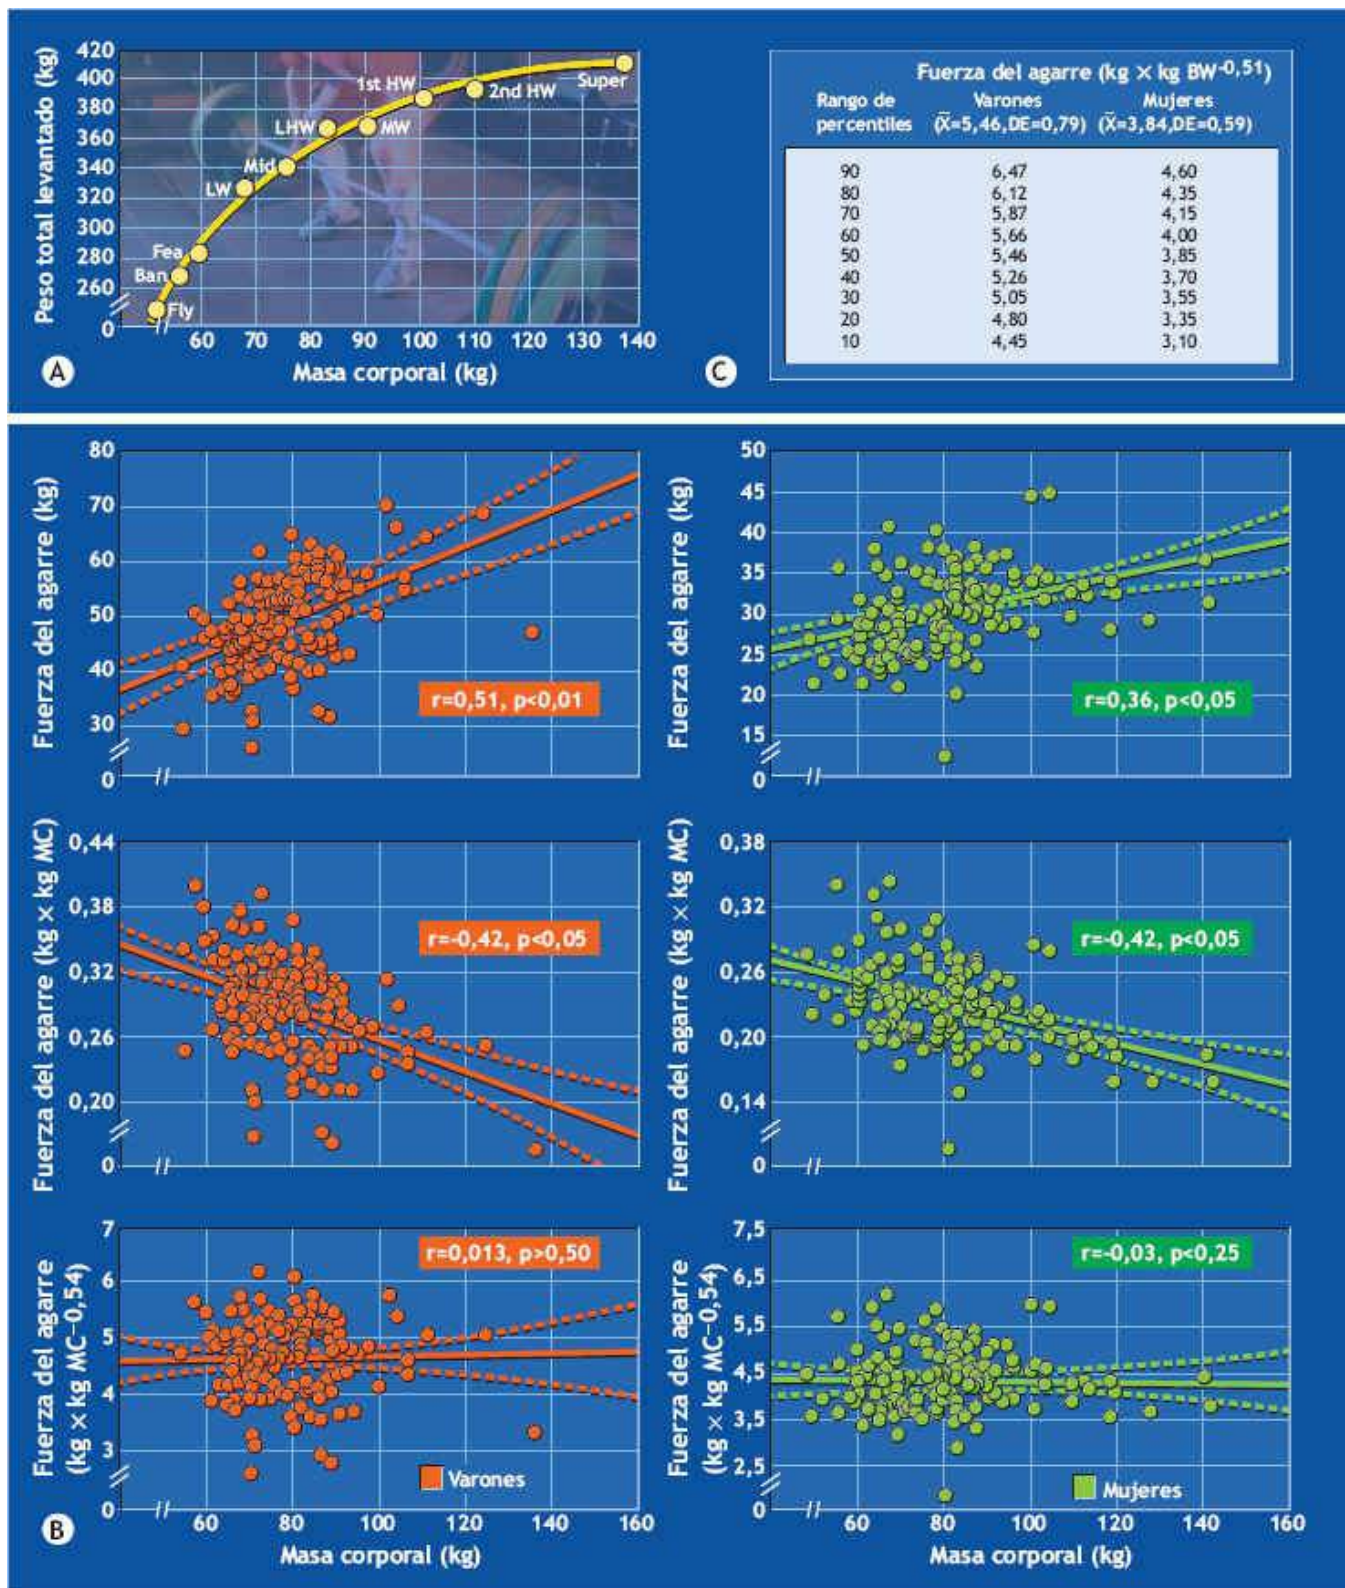 Peso total levantado (kg)
420
400
380
360
340
320
300
280
260
0
Fly
Ban
Fea
LW
Mid
LHW
MW
1st HW
2nd HW
Super
60 70 80 90 100 110 120 130 140
Masa corporal (kg)
A
Fuerza del agarre (kg × kg BW-0,51)
Rango de percentiles
Varones
(X̄=5,46,DE=0,79)
Mujeres
(X̄=3,84,DE=0,59)
90 6,47 4,60
80 6,12 4,35
70 5,87 4,15
60 5,66 4,00
50 5,46 3,85
40 5,26 3,70
30 5,05 3,55
20 4,80 3,35
10 4,45 3,10
C
Fuerza del agarre (kg)
80
70
60
50
40
30
0
r=0,51, p<0,01
Fuerza del agarre (kg)
50
45
40
35
30
25
20
15
0
r=0,36, p<0,05
Fuerza del agarre (kg × kg MC)
0,44
0,38
0,32
0,26
0,20
0
r=-0,42, p<0,05
Fuerza del agarre (kg × kg MC)
0,38
0,32
0,26
0,20
0,14
0
r=-0,42, p<0,05
Fuerza del agarre
(kg × kg MC-0,54)
7
6
5
4
3
0
r=0,013, p>0,50
Varones
60 80 100 120 140 160
Masa corporal (kg)
Fuerza del agarre
(kg × kg MC-0,54)
7,5
6,5
5,5
4,5
3,5
2,5
0
r=-0,03, p<0,25
Mujeres
60 80 100 120 140 160
Masa corporal (kg)
B